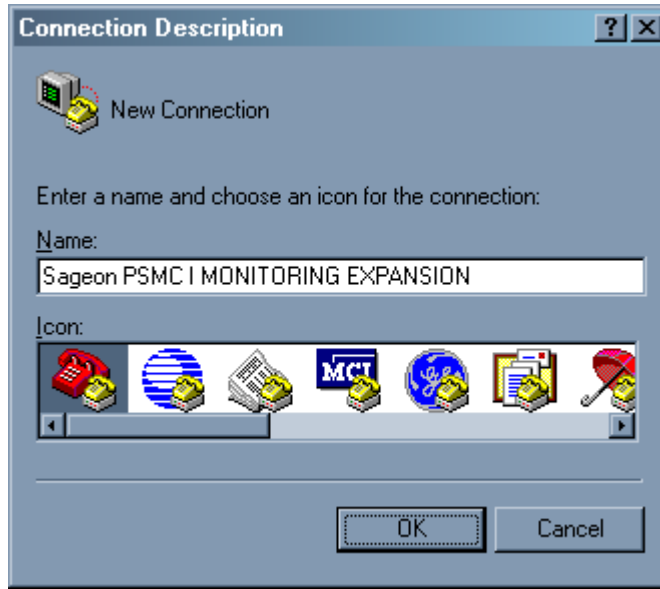 Connection Description
New Connection
Enter a name and choose an icon for the connection:
Name:
Sageon PSMC I MONITORING EXPANSION
Icon:
MCI
OK Cancel